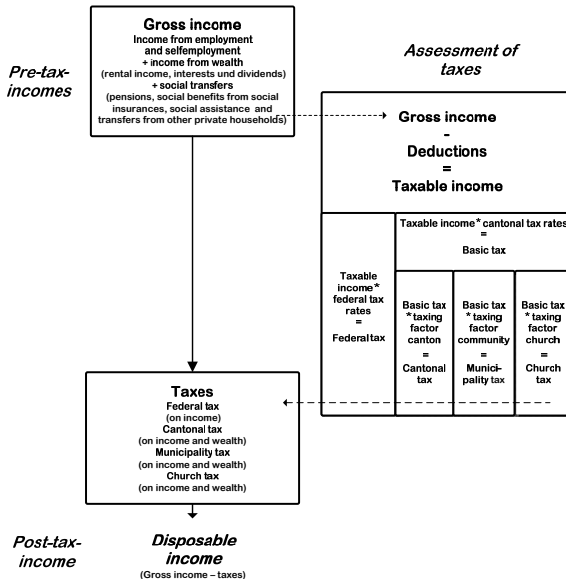 Gross income
Income from employment
and selfemployment
+ income from wealth
(rental income, interests und dividends)
+ social transfers
(pensions, social benefits from social
insurances, social assistance and
transfers from other private households)
Pre-tax-
incomes
Assessment of
taxes
Gross income
-
Deductions
=
Taxable income
Taxable income* cantonal tax rates
=
Basic tax
Taxable
income*
federal tax
rates
=
Federal tax
Basic tax
* taxing
factor
canton
=
Cantonal
tax
Basic tax
* taxing
factor
community
=
Munici-
pality tax
Basic tax
* taxing
factor
church
=
Church
tax
Taxes
Federal tax
(on income)
Cantonal tax
(on income and wealth)
Municipality tax
(on income and wealth)
Church tax
(on income and wealth)
Post-tax-
income
Disposable
income
(Gross income – taxes)